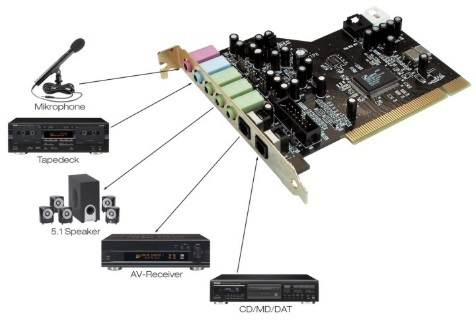 Mikrophone
Tapedeck
5.1 Speaker
AV-Receiver
CD/MD/DAT